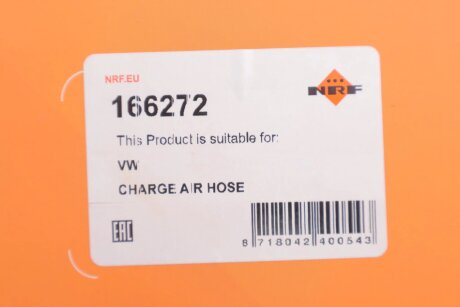 NRF.EU
NRF
166272
This Product is suitable for:
VW
CHARGE AIR HOSE
EAC
8 718042 400543